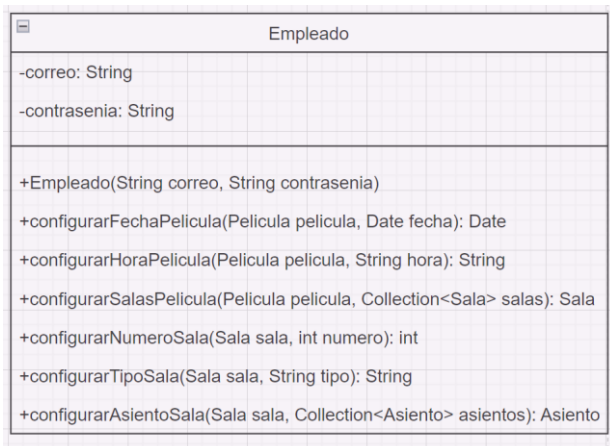 Empleado
-correo: String
-contrasenia: String
+Empleado(String correo, String contrasenia)
+configurarFechaPelicula(Pelicula pelicula, Date fecha): Date
+configurarHoraPelicula(Pelicula pelicula, String hora): String
+configurarSalasPelicula(Pelicula pelicula, Collection<Sala> salas): Sala
+configurarNumeroSala(Sala sala, int numero): int
+configurarTipoSala(Sala sala, String tipo): String
+configurarAsientoSala(Sala sala, Collection<Asiento> asientos): Asiento